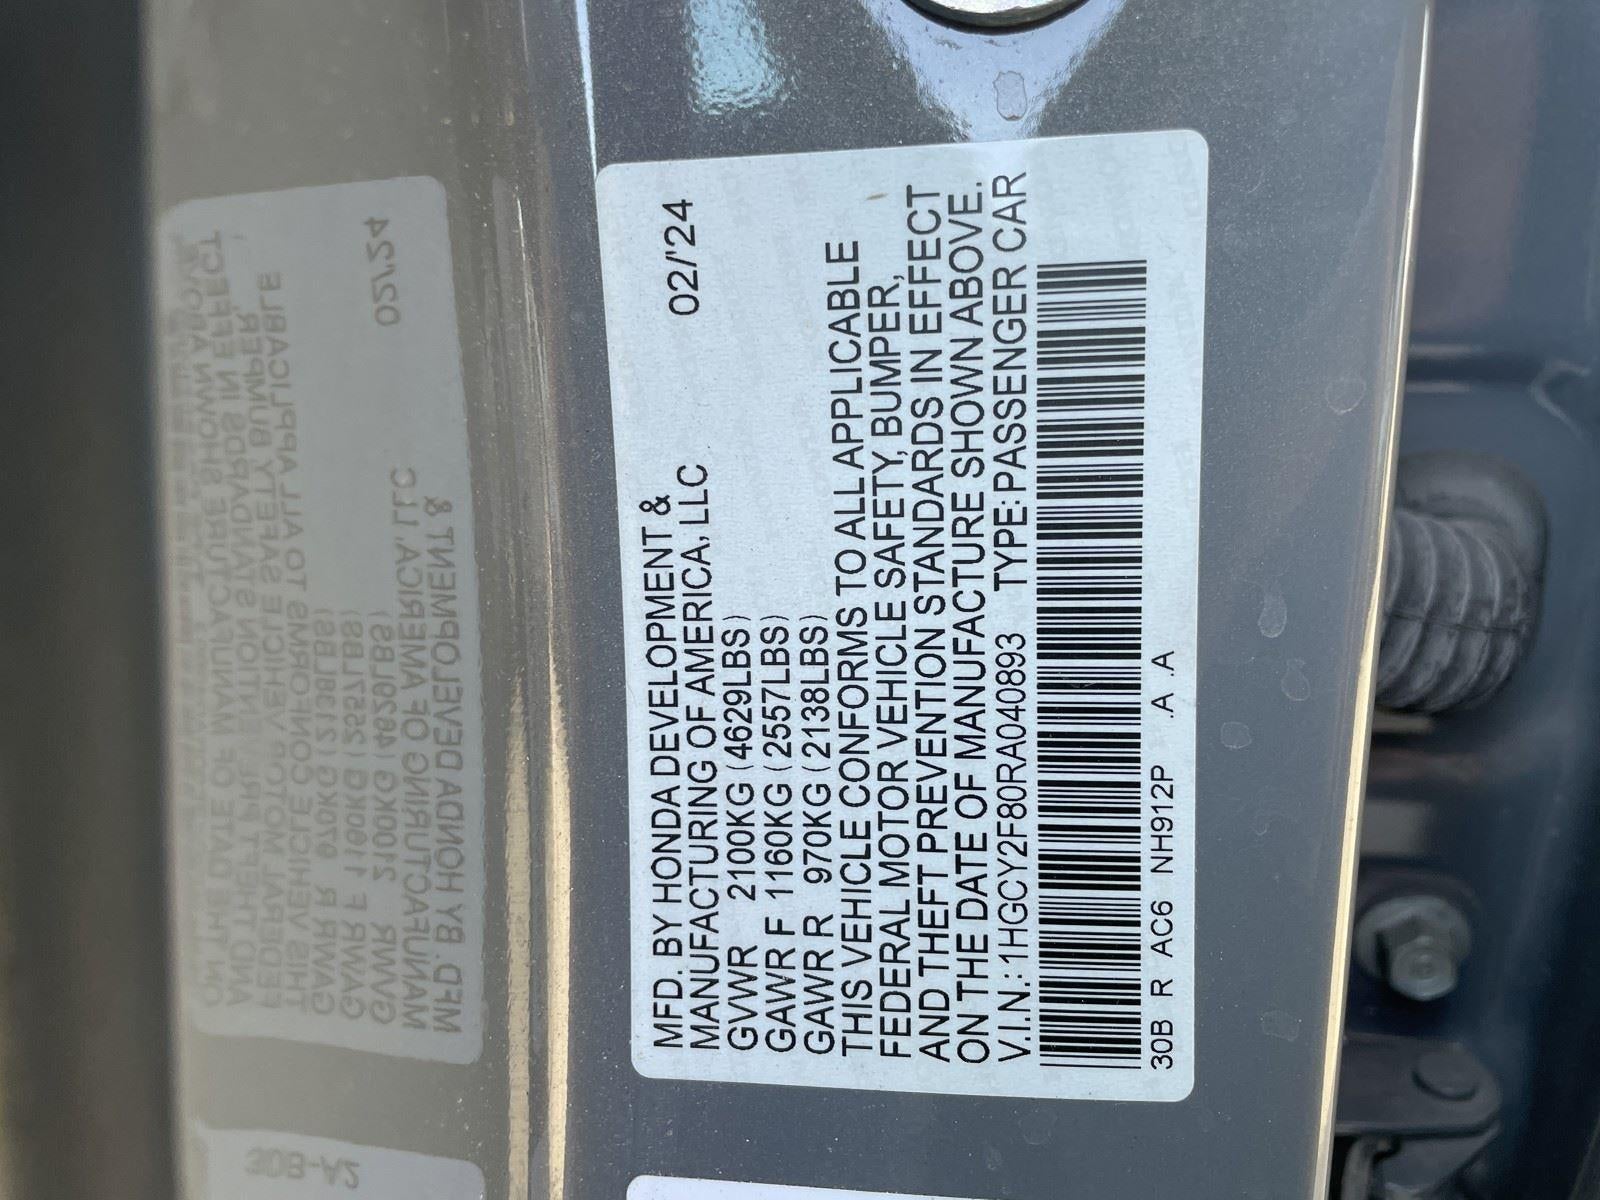 MFD. BY HONDA DEVELOPMENT &
MANUFACTURING OF AMERICA, LLC 02/'24
GVWR 2100KG (4629LBS)
GAWR F 1160KG (2557LBS)
GAWR R 970KG (2138LBS)
THIS VEHICLE CONFORMS TO ALL APPLICABLE
FEDERAL MOTOR VEHICLE SAFETY, BUMPER,
AND THEFT PREVENTION STANDARDS IN EFFECT
ON THE DATE OF MANUFACTURE SHOWN ABOVE.
V.I.N.: 1HGCY2F80RA040893 TYPE: PASSENGER CAR
30B R AC6 NH912P .A .A
30B-A2